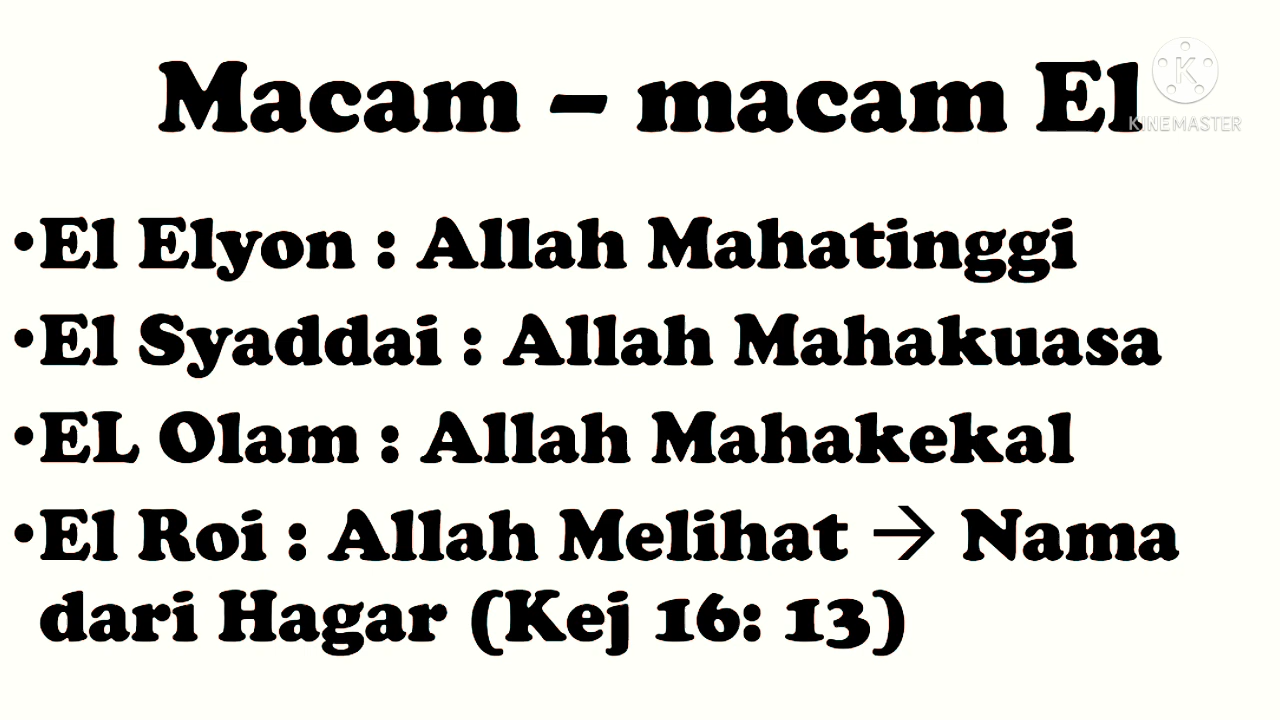 Macam – macam El
KINEMASTER
•El Elyon : Allah Mahatinggi
•El Syaddai : Allah Mahakuasa
•EL Olam : Allah Mahakekal
•El Roi : Allah Melihat → Nama
dari Hagar (Kej 16: 13)